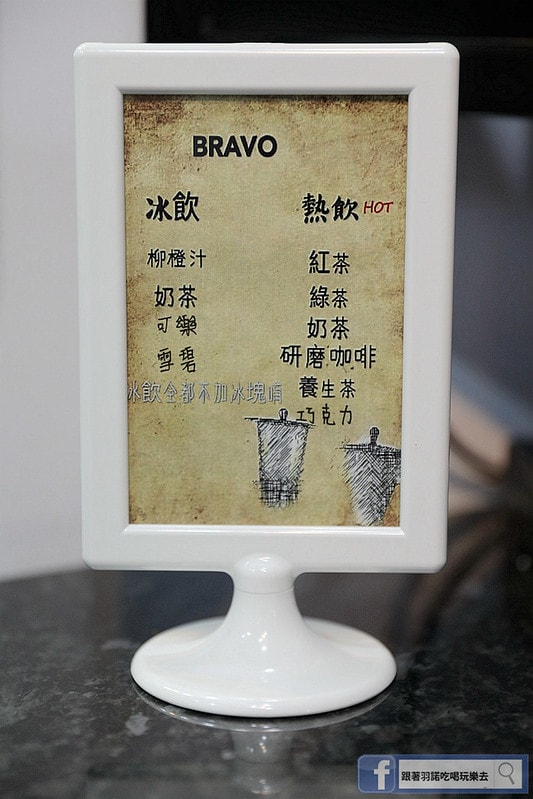 BRAVO
冰飲
柳橙汁
奶茶
可樂
雪碧
冰飲全都不加冰塊唷
熱飲 HOT
紅茶
綠茶
奶茶
研磨咖啡
養生茶
巧克力
跟著羽諾吃喝玩樂去